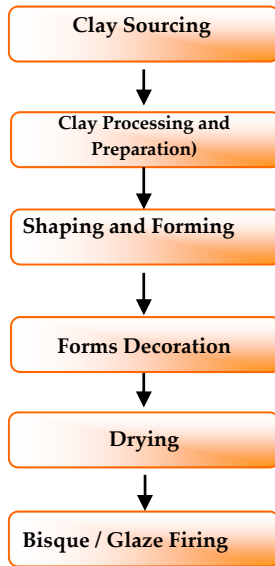 Clay Sourcing
Clay Processing and
Preparation)
Shaping and Forming
Forms Decoration
Drying
Bisque / Glaze Firing